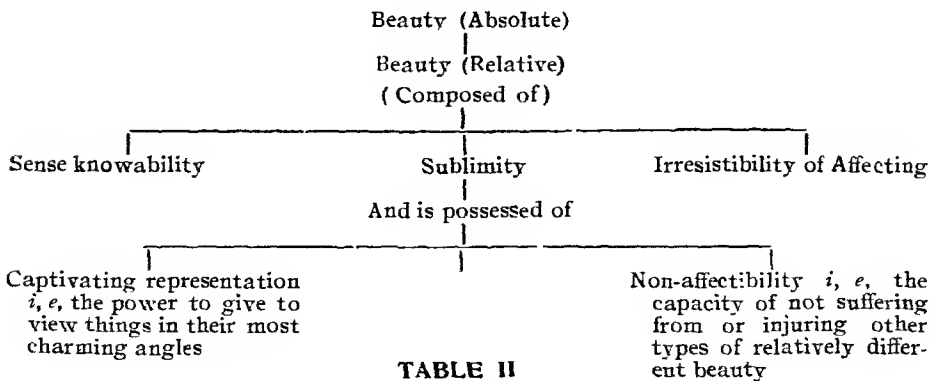 Beauty (Absolute)
Beauty (Relative)
( Composed of)
Sense knowability Sublimity Irresistibility of Affecting
And is possessed of
Captivating representation
i, e, the power to give to
view things in their most
charming angles
Non-affectibility i, e, the
capacity of not suffering
from or injuring other
types of relatively differ-
ent beauty
TABLE II